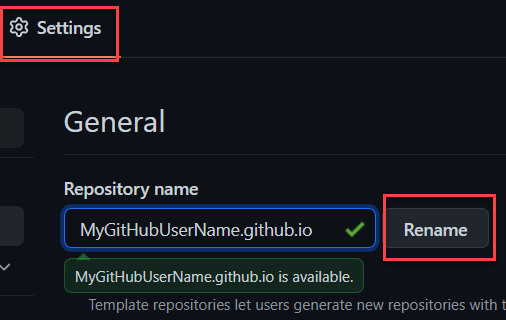 Settings
General
Repository name
MyGitHubUserName.github.io
Rename
MyGitHubUserName.github.io is available.
Template repositories let users generate new repositories with